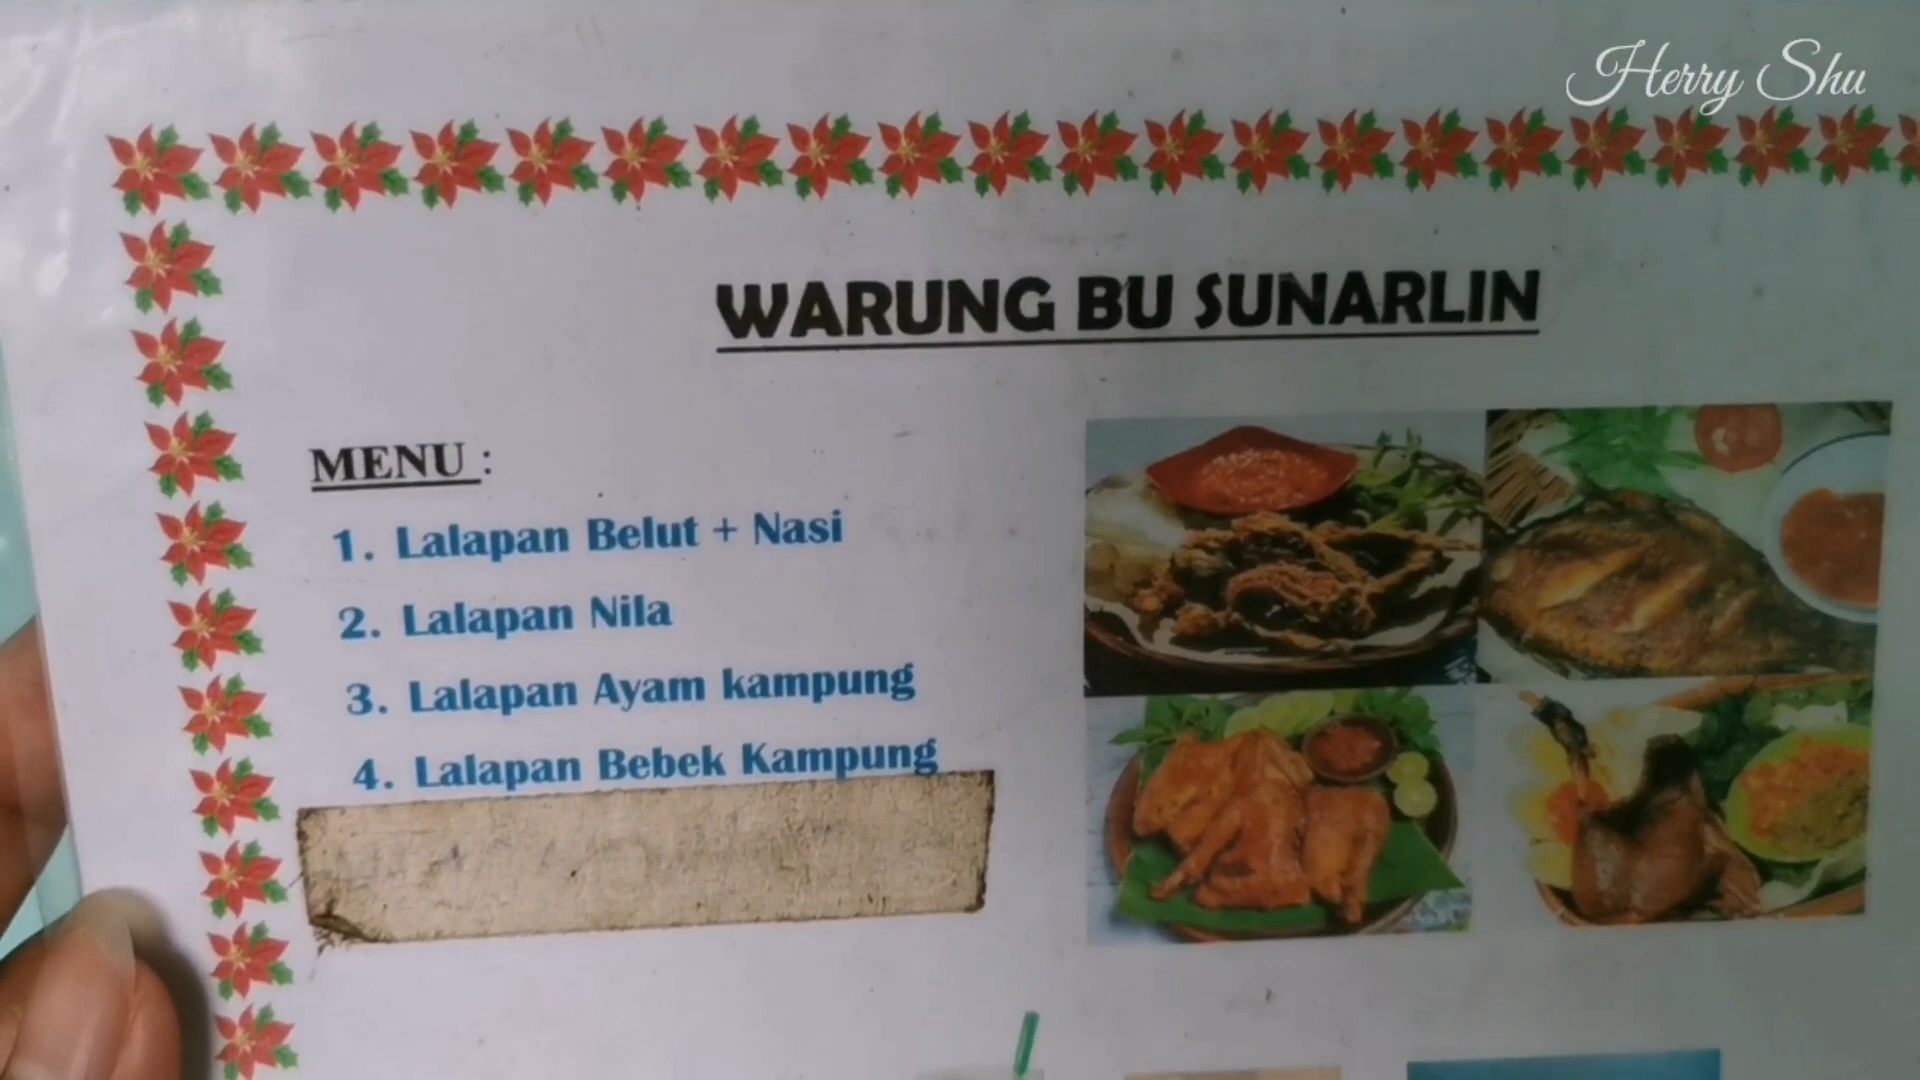 Herry Shu
WARUNG BU SUNARLIN
MENU :
1. Lalapan Belut + Nasi
2. Lalapan Nila
3. Lalapan Ayam kampung
4. Lalapan Bebek Kampung